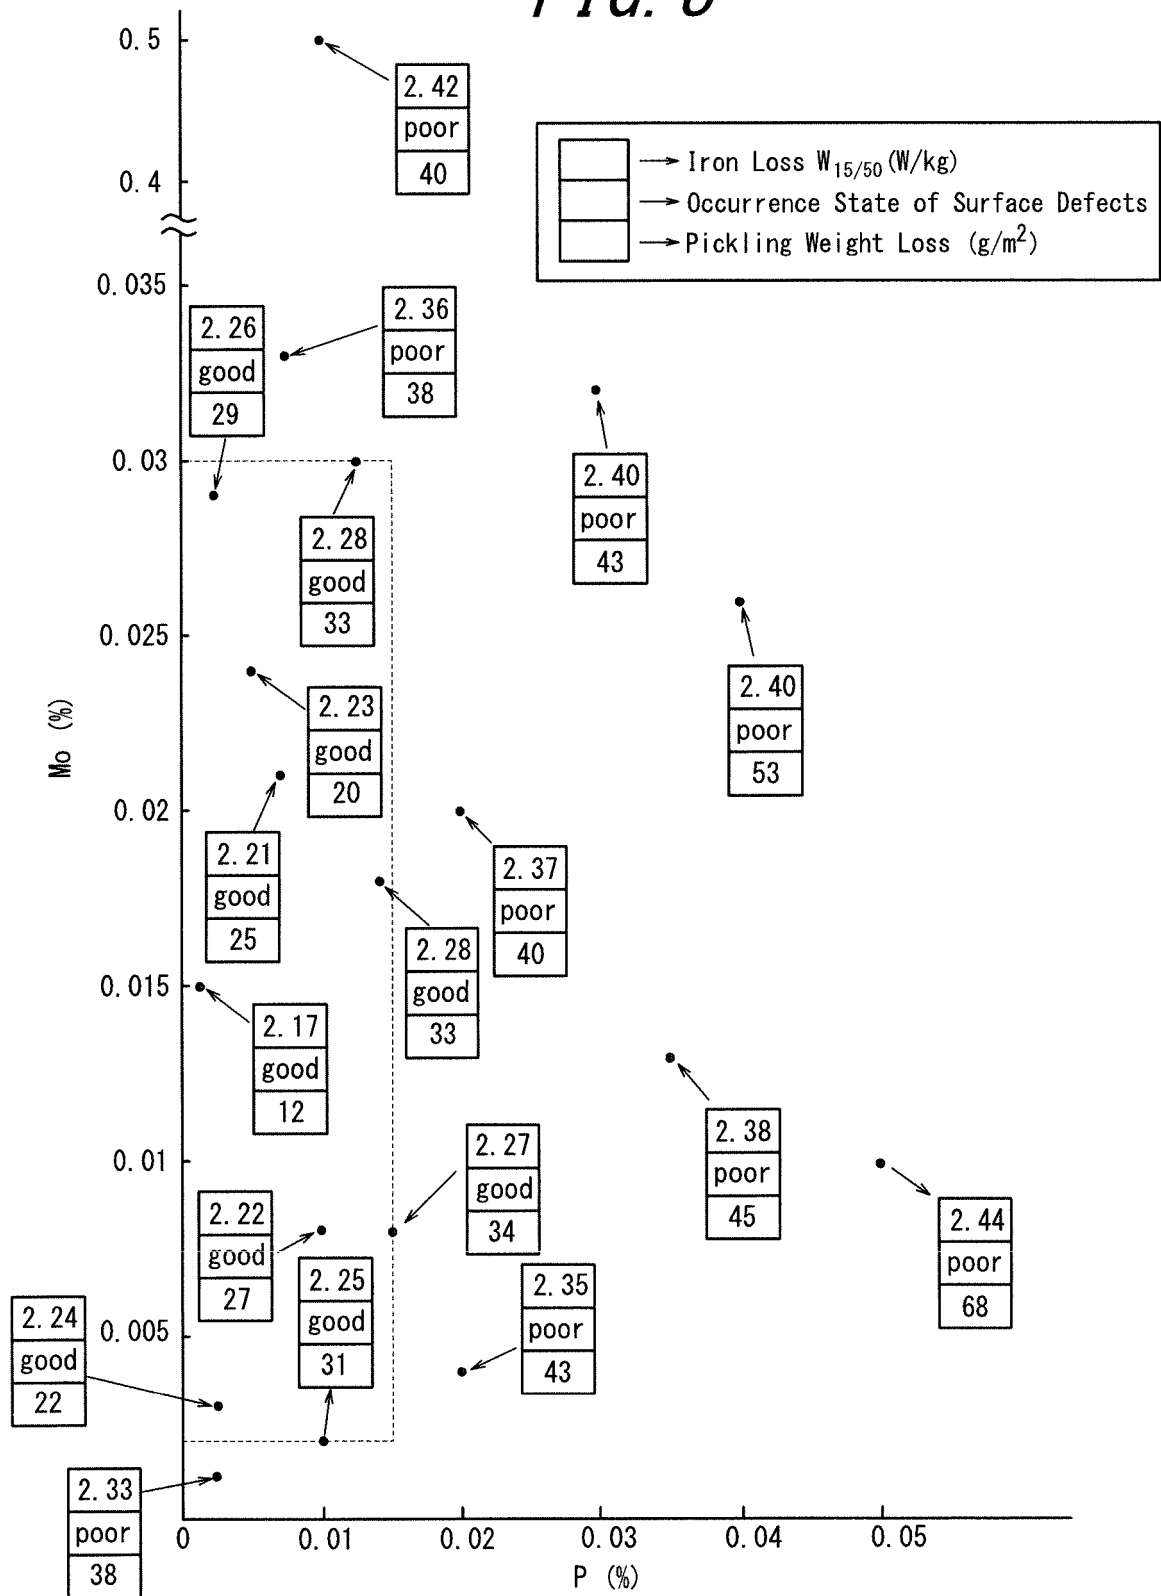 0.5
2.42
poor
40
0.4
Iron Loss W15/50 (W/kg)
Occurrence State of Surface Defects
Pickling Weight Loss (g/m2)
0.035
2.26
good
29
2.36
poor
38
0.03
2.28
good
33
2.40
poor
43
0.025
2.40
poor
53
Mo (%)
2.23
good
20
0.02
2.21
good
25
2.37
poor
40
2.28
good
33
0.015
2.17
good
12
2.38
poor
45
0.01
2.27
good
34
2.22
good
27
2.44
poor
68
2.25
good
31
2.35
poor
43
0.005
2.24
good
22
2.33
poor
38
0 0.01 0.02 0.03 0.04 0.05
P (%)